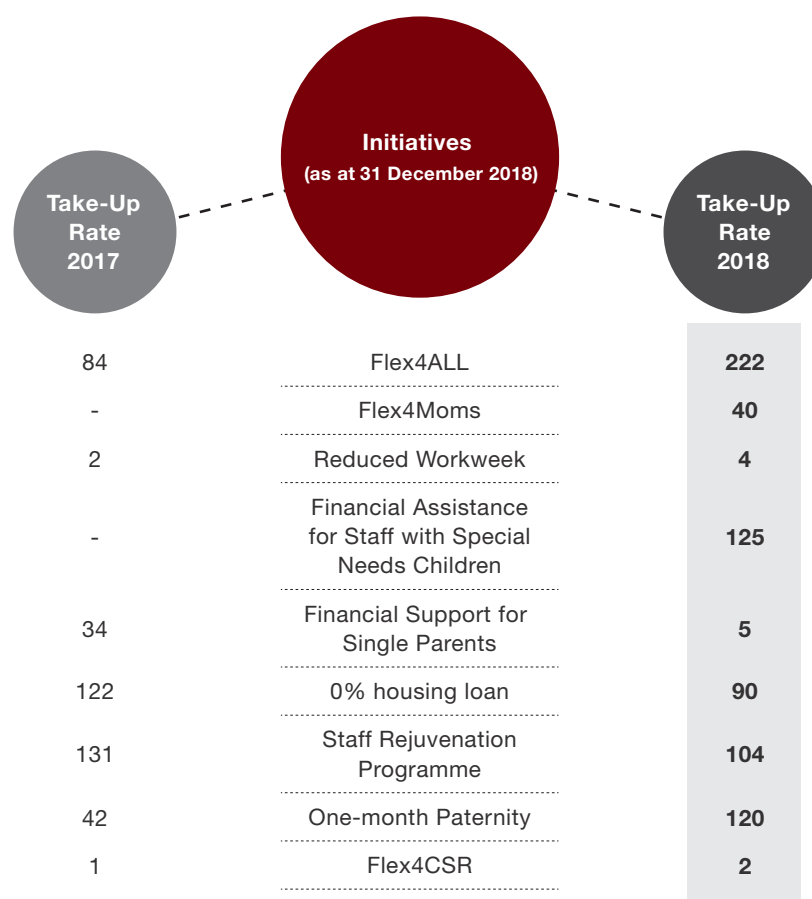 Initiatives
(as at 31 December 2018)
Take-Up
Rate
2017
Take-Up
Rate
2018
84 Flex4ALL 222
- Flex4Moms 40
2 Reduced Workweek 4
Financial Assistance
for Staff with Special
Needs Children
- 125
Financial Support for
Single Parents
34 5
122 0% housing loan 90
Staff Rejuvenation
Programme
131 104
42 One-month Paternity 120
1 Flex4CSR 2